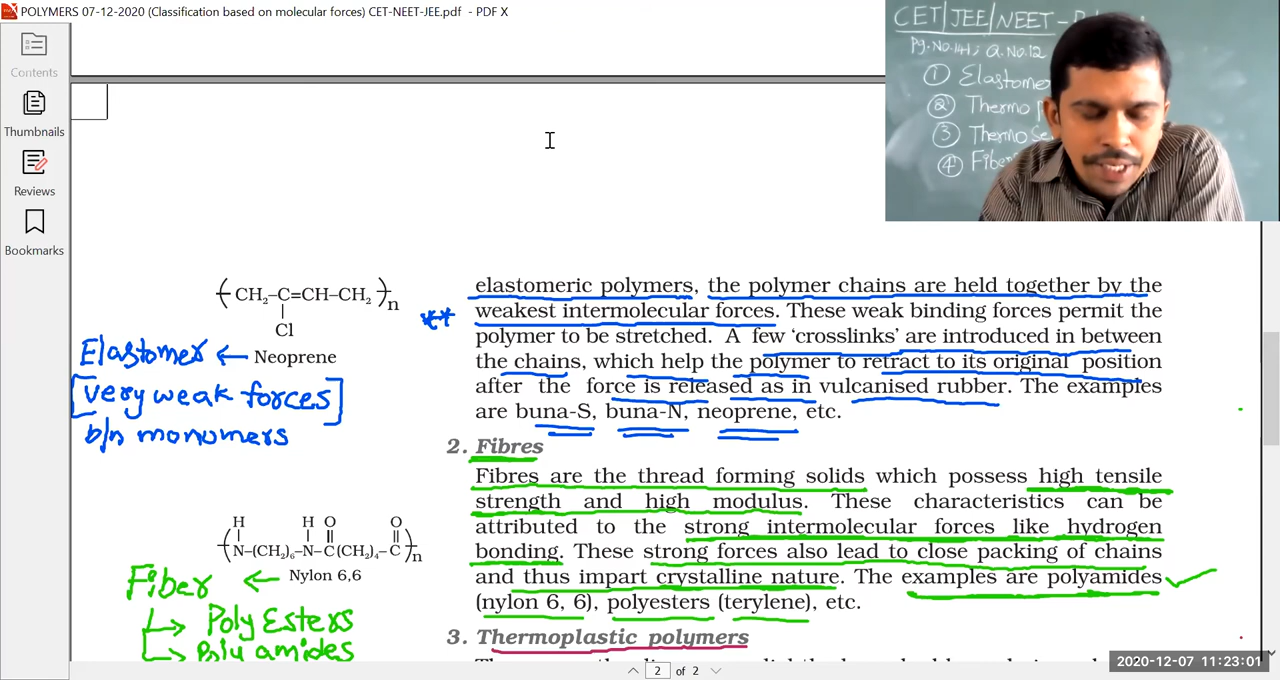 POLYMERS 07-12-2020 (Classification based on molecular forces) CET-NEET-JEE.pdf - PDF X
Contents
Thumbnails
Reviews
Bookmarks
CET|JEE|NEET-
Pg.No.141; Q.No.12
① Elastome
② Thermo P
③ Thermo Se
④ Fibe
CH₂–C=CH–CH₂ n
Cl
Neoprene
Elastomer ←
[very weak forces]
b/n monomers
elastomeric polymers, the polymer chains are held together by the
** weakest intermolecular forces. These weak binding forces permit the
polymer to be stretched. A few ‘crosslinks’ are introduced in between
the chains, which help the polymer to retract to its original position
after the force is released as in vulcanised rubber. The examples
are buna-S, buna-N, neoprene, etc.
2. Fibres
Fibres are the thread forming solids which possess high tensile
strength and high modulus. These characteristics can be
attributed to the strong intermolecular forces like hydrogen
bonding. These strong forces also lead to close packing of chains
and thus impart crystalline nature. The examples are polyamides
(nylon 6, 6), polyesters (terylene), etc.
H H O O
N–(CH₂)₆–N–C(CH₂)₄–C n
Nylon 6,6
Fiber ←
→ Poly Esters
→ Poly amides
3. Thermoplastic polymers
2 of 2
2020-12-07 11:23:01